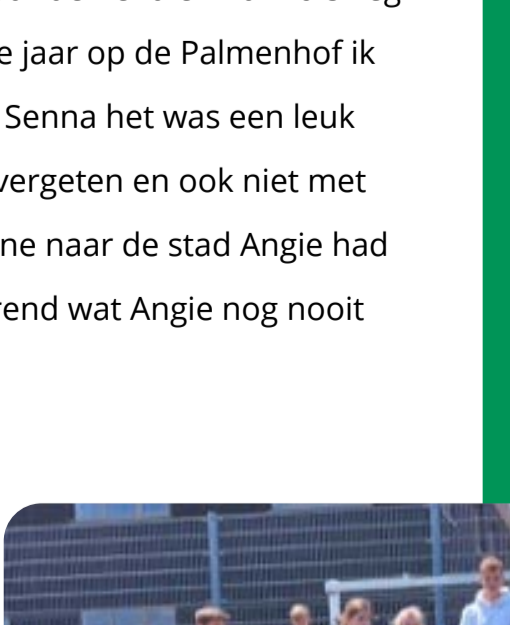 e jaar op de Palmenhof ik
Senna het was een leuk
vergeten en ook niet met
ne naar de stad Angie had
rend wat Angie nog nooit